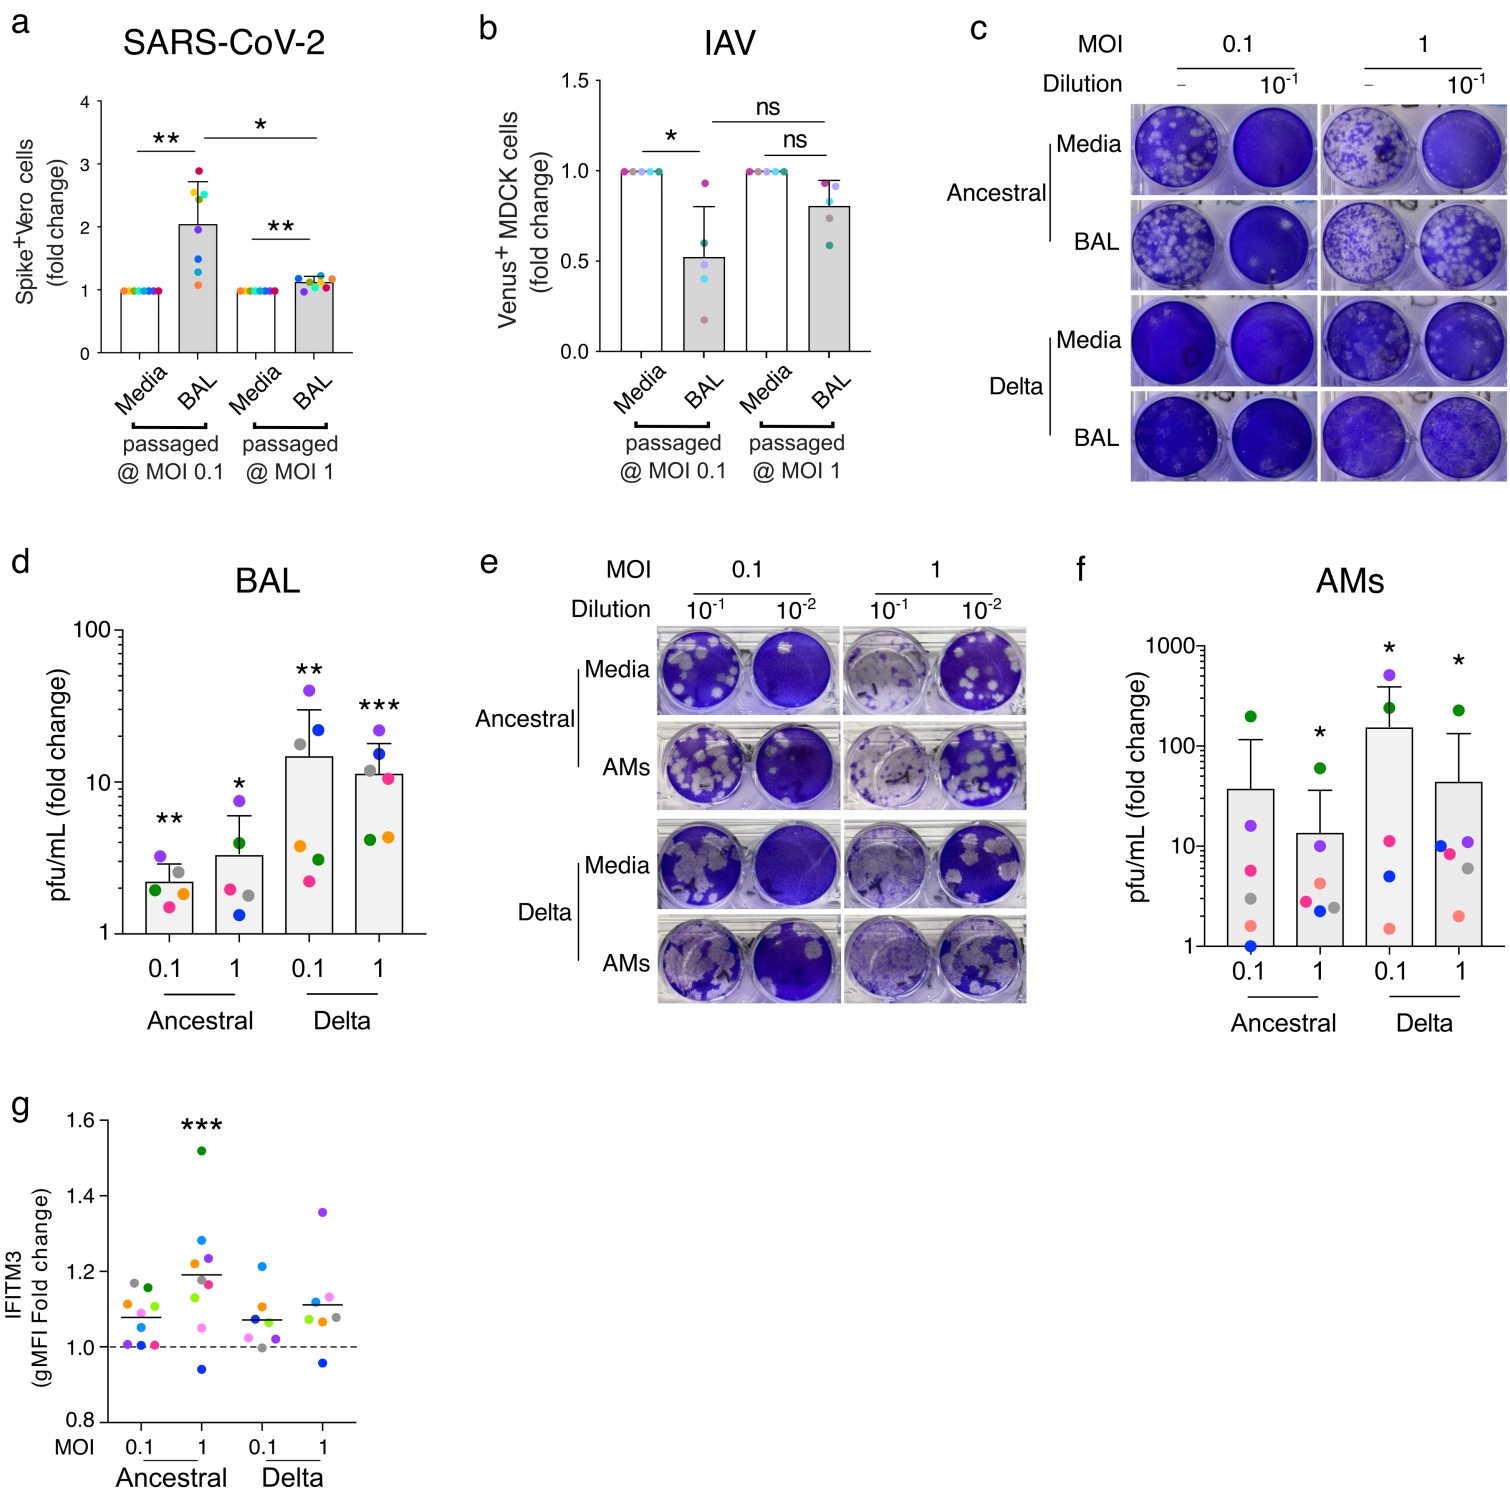 a
SARS-CoV-2
Spike+Vero cells
(fold change)
4
3
2
1
0
**
*
**
Media
BAL
Media
BAL
passaged
@ MOI 0.1
passaged
@ MOI 1
b
IAV
Venus+ MDCK cells
(fold change)
1.5
1.0
0.5
0.0
*
ns
ns
Media
BAL
Media
BAL
passaged
@ MOI 0.1
passaged
@ MOI 1
c
MOI 0.1 1
Dilution – 10-1 – 10-1
Ancestral
Media
BAL
Delta
Media
BAL
d
BAL
pfu/mL (fold change)
100
10
1
**
*
**
***
0.1 1 0.1 1
Ancestral Delta
e
MOI 0.1 1
Dilution 10-1 10-2 10-1 10-2
Ancestral
Media
AMs
Delta
Media
AMs
f
AMs
pfu/mL (fold change)
1000
100
10
1
*
*
*
0.1 1 0.1 1
Ancestral Delta
g
IFITM3
(gMFI Fold change)
1.6
1.4
1.2
1.0
0.8
***
MOI 0.1 1 0.1 1
Ancestral Delta